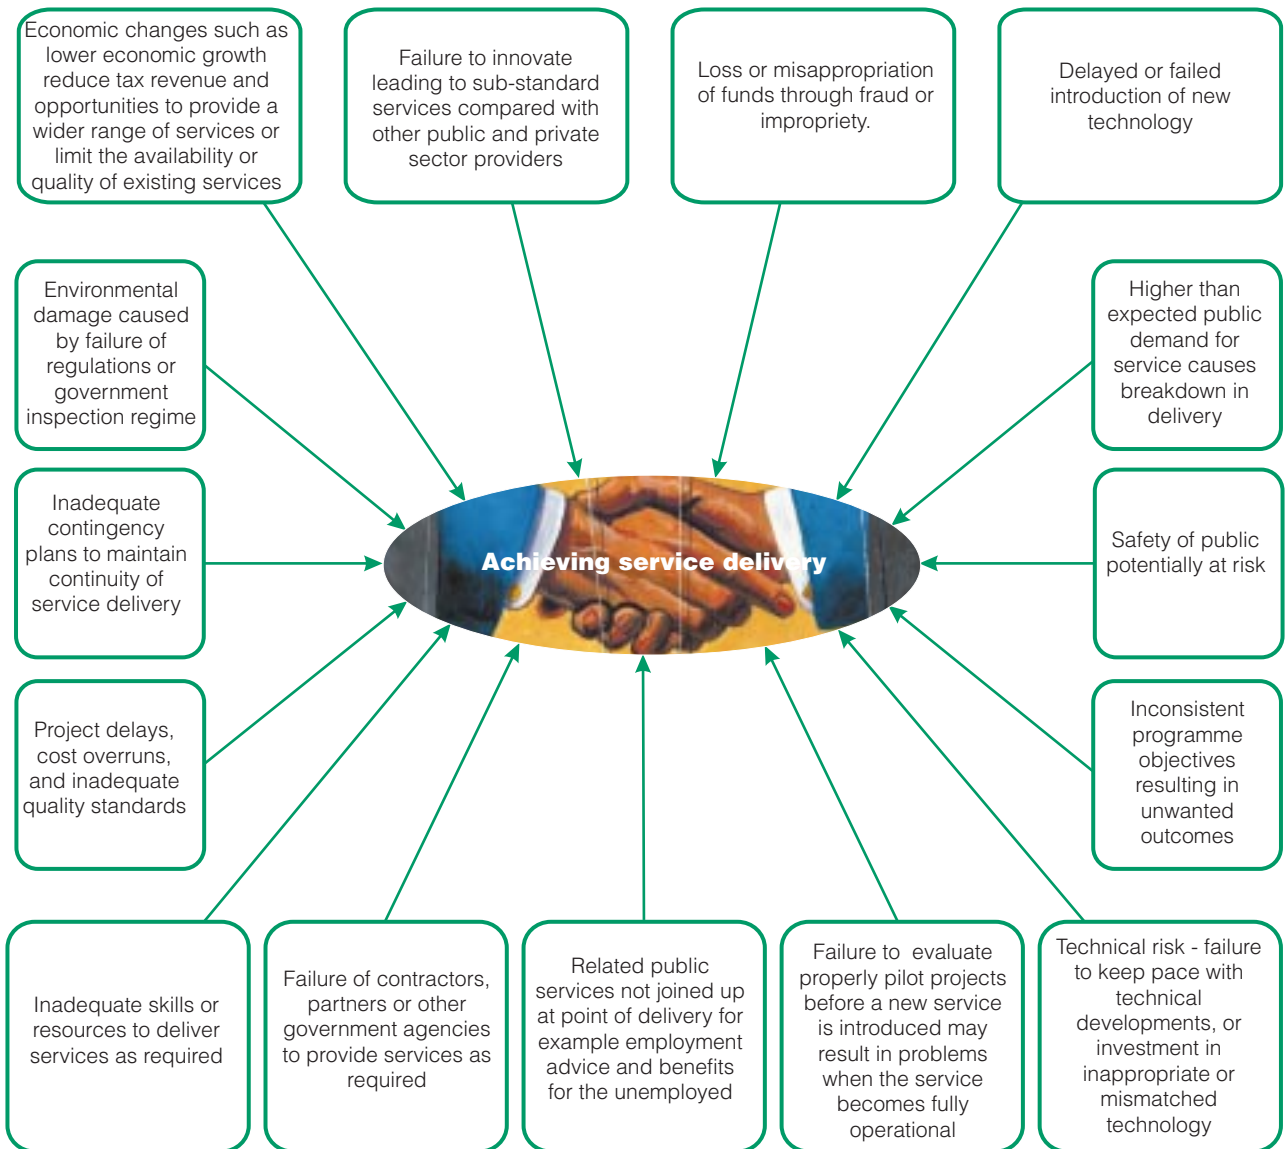 Economic changes such as
lower economic growth
reduce tax revenue and
opportunities to provide a
wider range of services or
limit the availability or
quality of existing services
Failure to innovate
leading to sub-standard
services compared with
other public and private
sector providers
Loss or misappropriation
of funds through fraud or
impropriety.
Delayed or failed
introduction of new
technology
Environmental
damage caused
by failure of
regulations or
government
inspection regime
Higher than
expected public
demand for
service causes
breakdown in
delivery
Inadequate
contingency
plans to maintain
continuity of
service delivery
Achieving service delivery
Safety of public
potentially at risk
Project delays,
cost overruns,
and inadequate
quality standards
Inconsistent
programme
objectives
resulting in
unwanted
outcomes
Inadequate skills or
resources to deliver
services as required
Failure of contractors,
partners or other
government agencies
to provide services as
required
Related public
services not joined up
at point of delivery for
example employment
advice and benefits
for the unemployed
Failure to evaluate
properly pilot projects
before a new service
is introduced may
result in problems
when the service
becomes fully
operational
Technical risk - failure
to keep pace with
technical
developments, or
investment in
inappropriate or
mismatched
technology